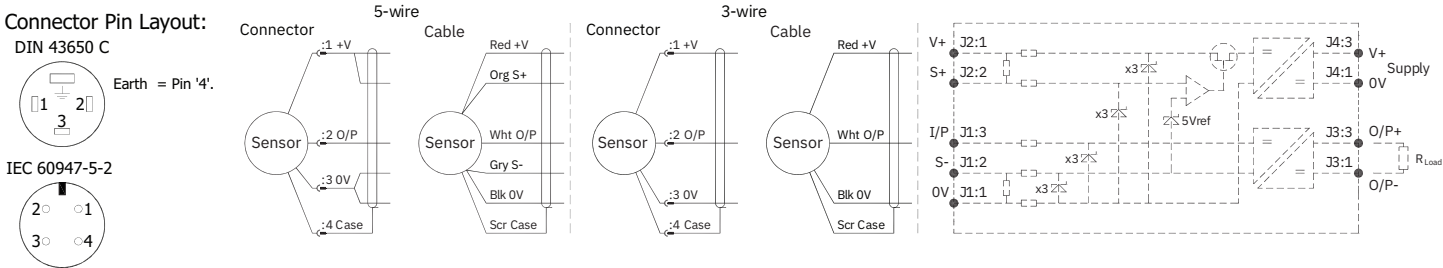 Connector Pin Layout:
DIN 43650 C
1 2
3
Earth = Pin '4'.
IEC 60947-5-2
2 1
3 4
5-wire
Connector
Cable
:1 +V
Sensor
:2 O/P
:3 0V
:4 Case
Red +V
Org S+
Sensor
Wht O/P
Gry S-
Blk 0V
Scr Case
3-wire
Connector
Cable
:1 +V
Sensor
:2 O/P
:3 0V
:4 Case
Red +V
Sensor
Wht O/P
Blk 0V
Scr Case
V+ J2:1
S+ J2:2
I/P J1:3
S- J1:2
0V J1:1
x3
x3
5Vref
x3
x3
=
=
=
=
J4:3 V+
Supply
J4:1 0V
J3:3 O/P+
J3:1 O/P-
R Load